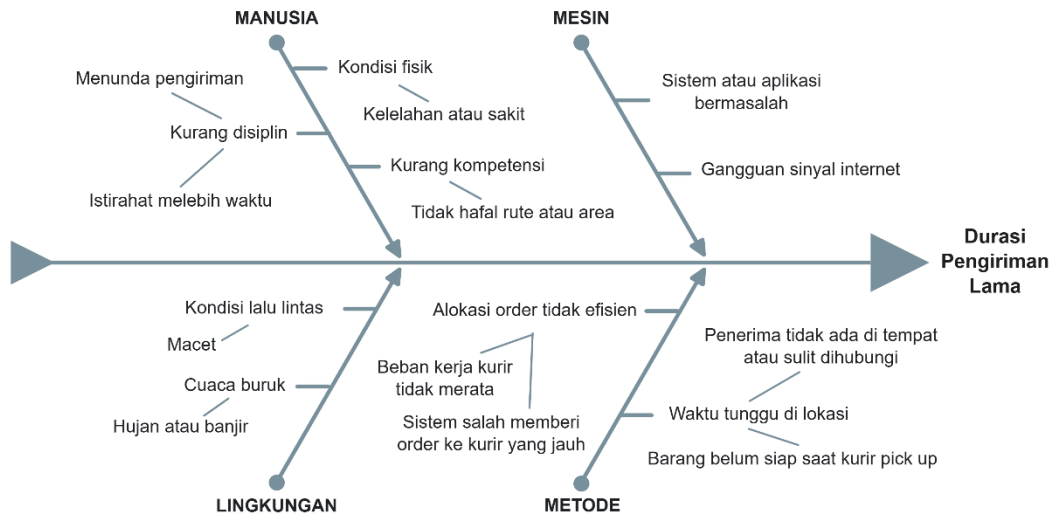 MANUSIA
MESIN
Kondisi fisik
Menunda pengiriman
Sistem atau aplikasi
bermasalah
Kelelahan atau sakit
Kurang disiplin
Kurang kompetensi
Gangguan sinyal internet
Istirahat melebih waktu
Tidak hafal rute atau area
Durasi
Pengiriman
Lama
Kondisi lalu lintas
Alokasi order tidak efisien
Macet
Penerima tidak ada di tempat
atau sulit dihubungi
Beban kerja kurir
tidak merata
Cuaca buruk
Hujan atau banjir
Sistem salah memberi
order ke kurir yang jauh
Waktu tunggu di lokasi
Barang belum siap saat kurir pick up
LINGKUNGAN
METODE